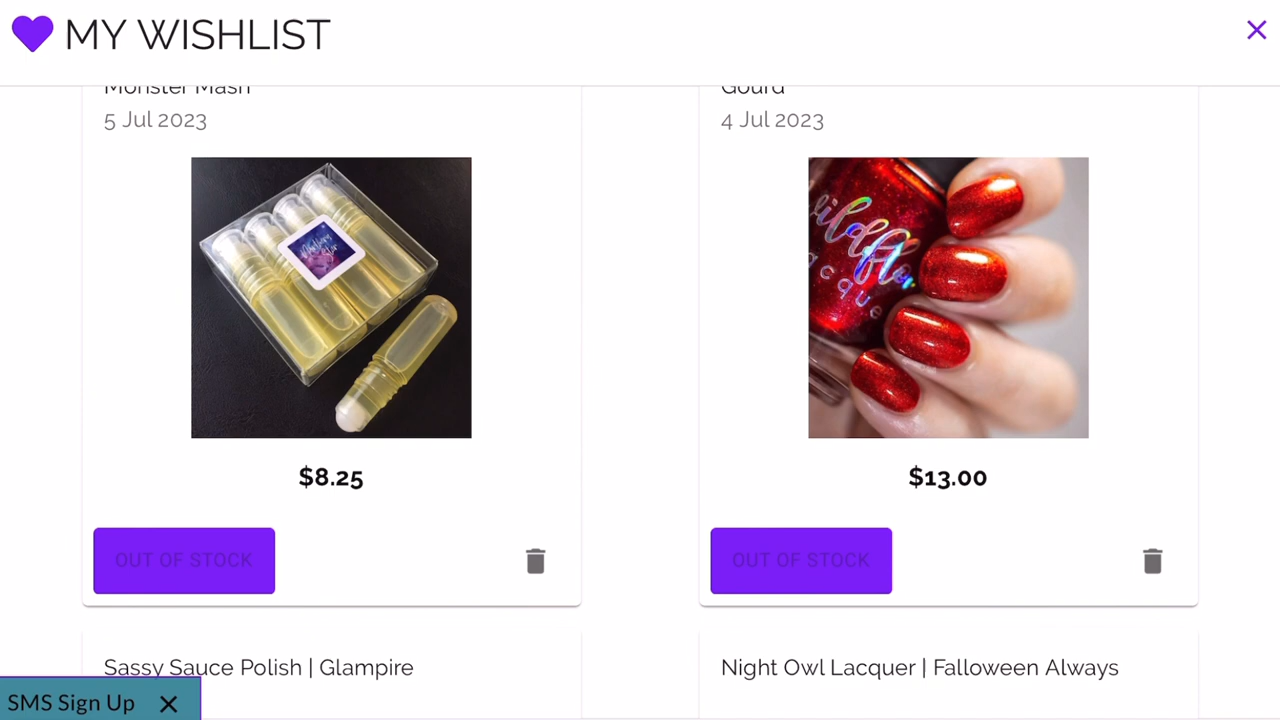 MY WISHLIST
Monster Mash
Gourd
5 Jul 2023
4 Jul 2023
$8.25
$13.00
OUT OF STOCK
OUT OF STOCK
Sassy Sauce Polish | Glampire
Night Owl Lacquer | Falloween Always
SMS Sign Up